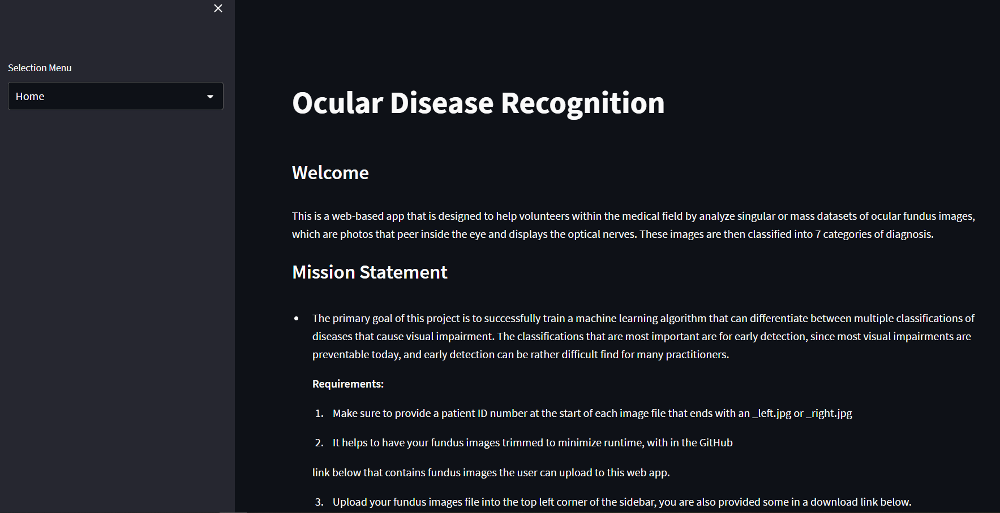 Selection Menu
Home
Ocular Disease Recognition
Welcome
This is a web-based app that is designed to help volunteers within the medical field by analyze singular or mass datasets of ocular fundus images,
which are photos that peer inside the eye and displays the optical nerves. These images are then classified into 7 categories of diagnosis.
Mission Statement
• The primary goal of this project is to successfully train a machine learning algorithm that can differentiate between multiple classifications of
diseases that cause visual impairment. The classifications that are most important are for early detection, since most visual impairments are
preventable today, and early detection can be rather difficult find for many practitioners.
Requirements:
1. Make sure to provide a patient ID number at the start of each image file that ends with an _left.jpg or _right.jpg
2. It helps to have your fundus images trimmed to minimize runtime, with in the GitHub
link below that contains fundus images the user can upload to this web app.
3. Upload your fundus images file into the top left corner of the sidebar, you are also provided some in a download link below.